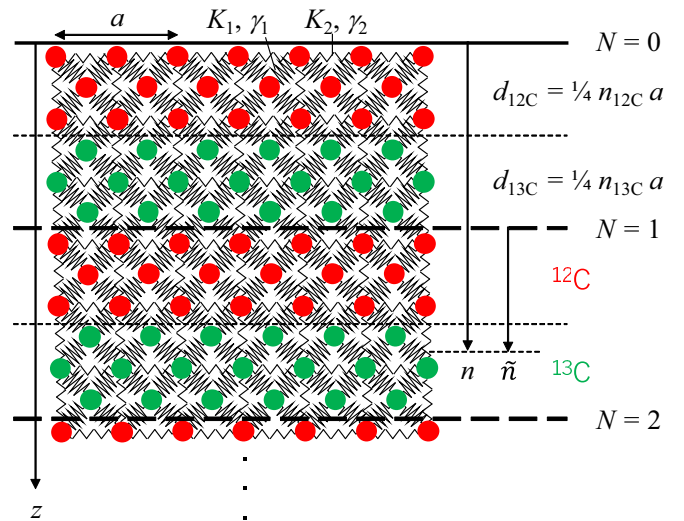 a
K₁, γ₁
K₂, γ₂
N = 0
d₁₂C = ¼ n₁₂C a
d₁₃C = ¼ n₁₃C a
N = 1
¹²C
n
ñ
¹³C
N = 2
z